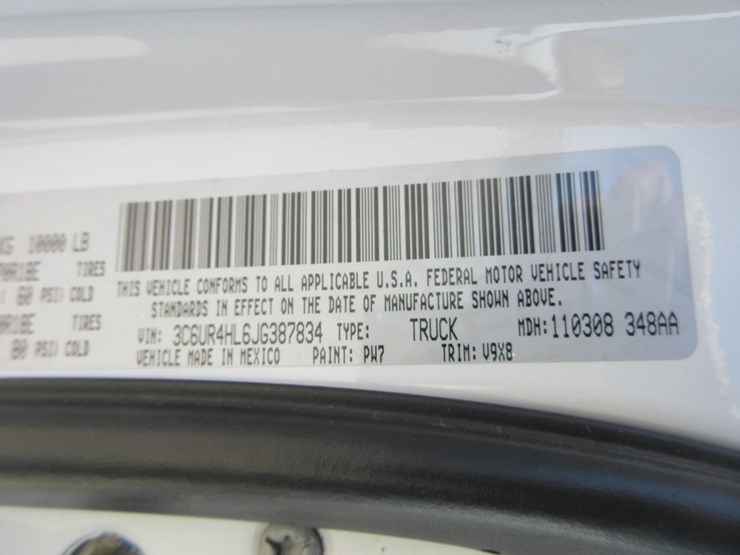 KG 10000 LB
70R18E TIRES
( 60 PSI) COLD
TIRES
80 PSI) COLD
THIS VEHICLE CONFORMS TO ALL APPLICABLE U.S.A. FEDERAL MOTOR VEHICLE SAFETY
STANDARDS IN EFFECT ON THE DATE OF MANUFACTURE SHOWN ABOVE.
VIN: 3C6UR4HL6JG387834 TYPE: TRUCK MDH:110308 348AA
VEHICLE MADE IN MEXICO PAINT: PW7 TRIM: V9X8